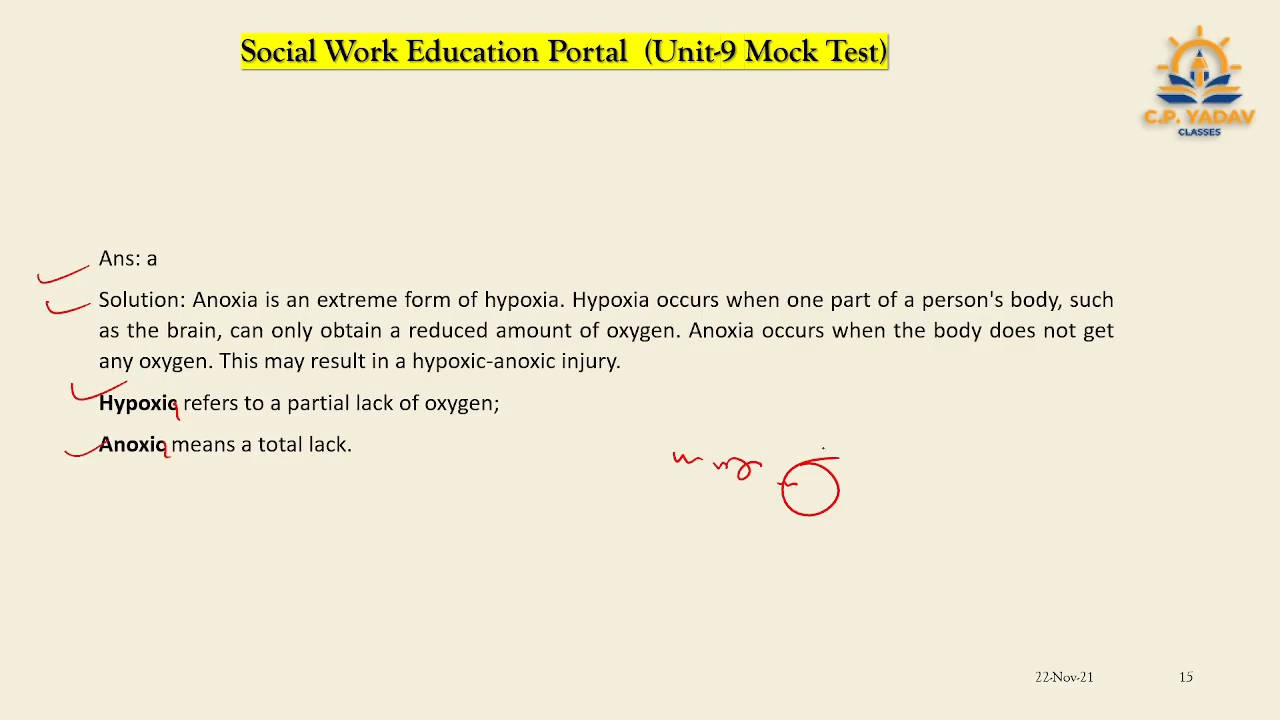 Social Work Education Portal (Unit-9 Mock Test)
C.P. YADAV
CLASSES
Ans: a
Solution: Anoxia is an extreme form of hypoxia. Hypoxia occurs when one part of a person's body, such
as the brain, can only obtain a reduced amount of oxygen. Anoxia occurs when the body does not get
any oxygen. This may result in a hypoxic-anoxic injury.
Hypoxic refers to a partial lack of oxygen;
Anoxic means a total lack.
22-Nov-21 15